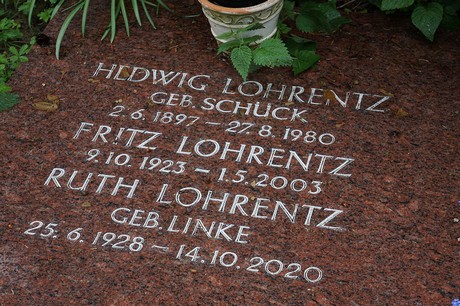 HEDWIG LOHRENTZ
GEB. SCHÜCK
2.6.1897 - 27.8.1980
FRITZ LOHRENTZ
9.10.1923 - 1.5.2003
RUTH LOHRENTZ
GEB. LINKE
25.6.1928 - 14.10.2020